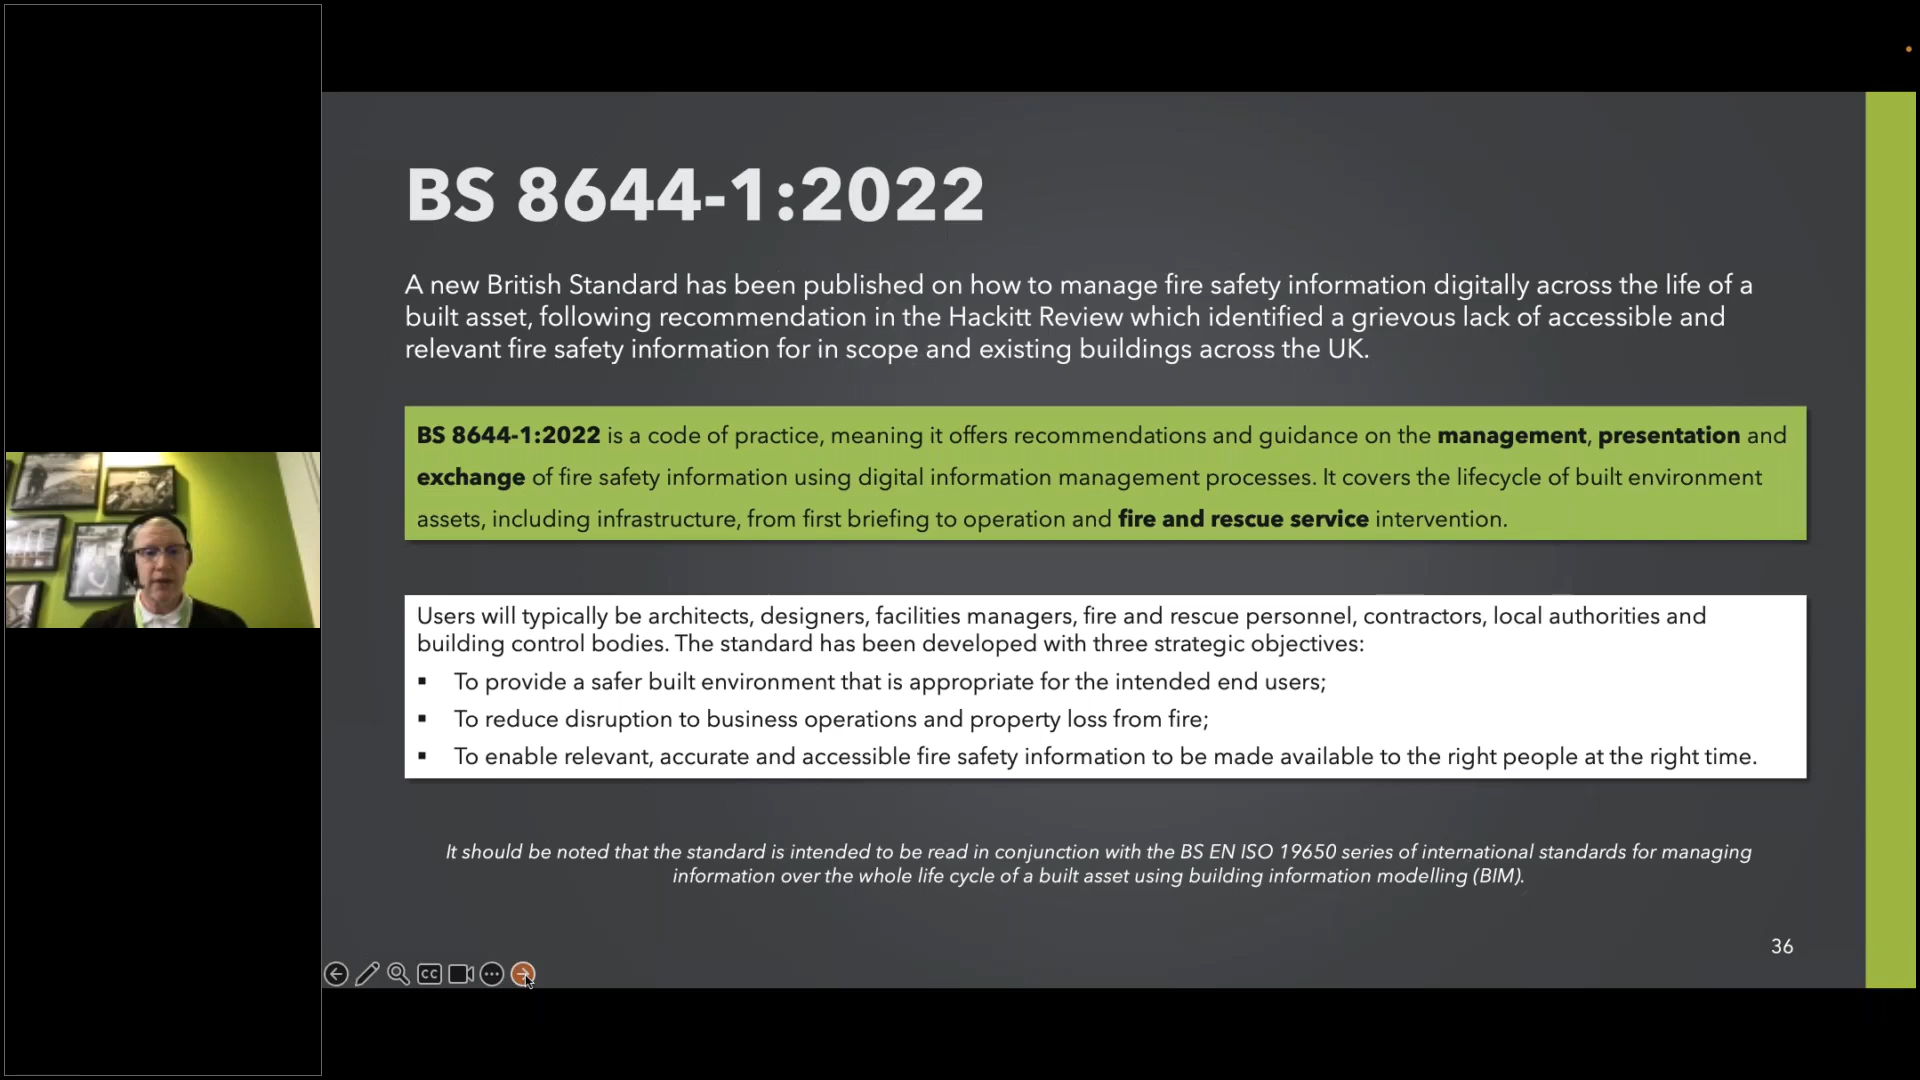 BS 8644-1:2022
A new British Standard has been published on how to manage fire safety information digitally across the life of a
built asset, following recommendation in the Hackitt Review which identified a grievous lack of accessible and
relevant fire safety information for in scope and existing buildings across the UK.
BS 8644-1:2022 is a code of practice, meaning it offers recommendations and guidance on the management, presentation and
exchange of fire safety information using digital information management processes. It covers the lifecycle of built environment
assets, including infrastructure, from first briefing to operation and fire and rescue service intervention.
Users will typically be architects, designers, facilities managers, fire and rescue personnel, contractors, local authorities and
building control bodies. The standard has been developed with three strategic objectives:
▪ To provide a safer built environment that is appropriate for the intended end users;
▪ To reduce disruption to business operations and property loss from fire;
▪ To enable relevant, accurate and accessible fire safety information to be made available to the right people at the right time.
It should be noted that the standard is intended to be read in conjunction with the BS EN ISO 19650 series of international standards for managing
information over the whole life cycle of a built asset using building information modelling (BIM).
36
CC